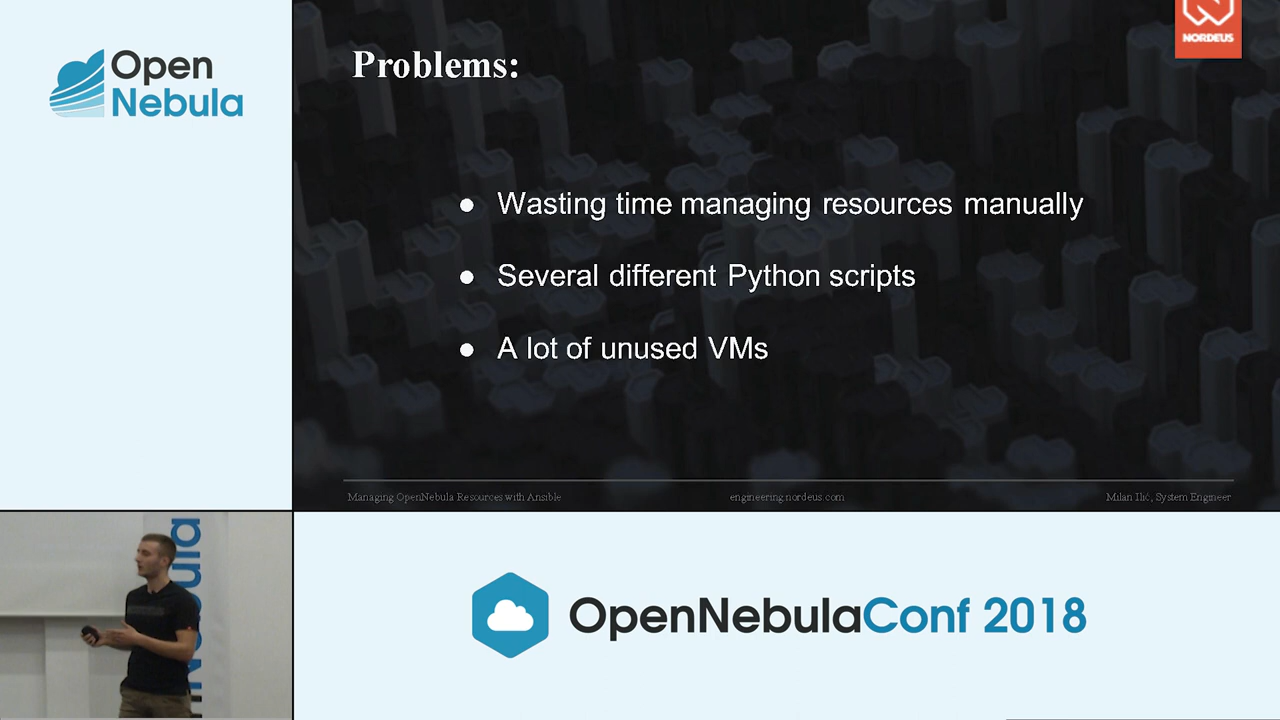 Open
Nebula
NORDEUS
Problems:
● Wasting time managing resources manually
● Several different Python scripts
● A lot of unused VMs
Managing OpenNebula Resources with Ansible
engineering.nordeus.com
Milan Ilić, System Engineer
OpenNebulaConf 2018